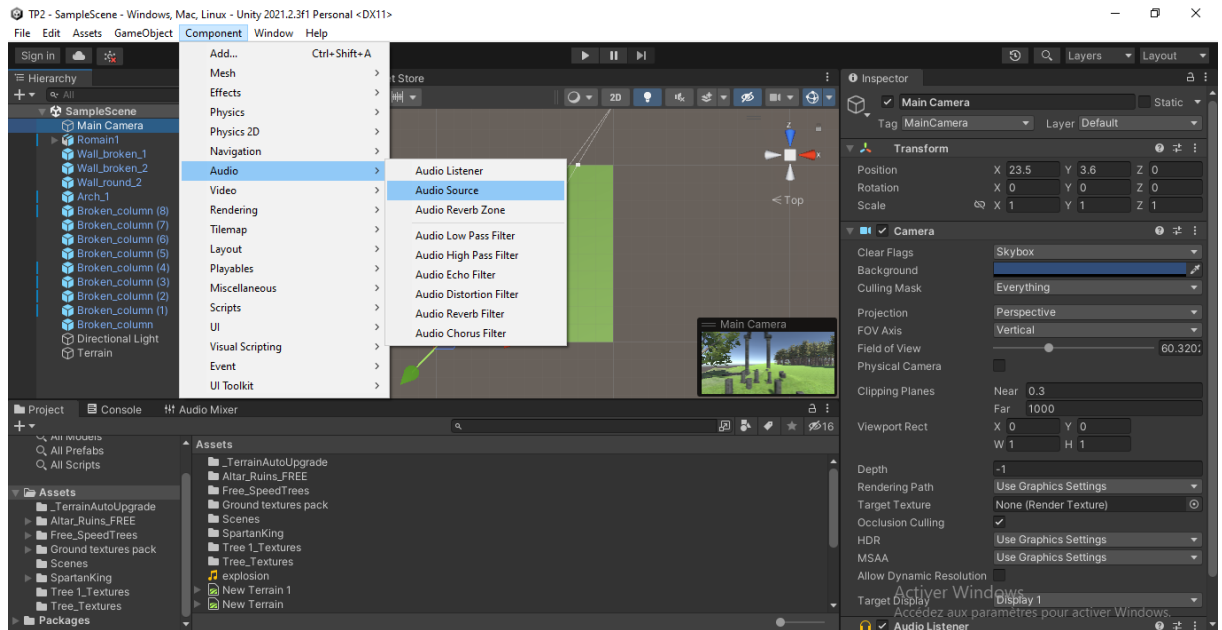 TP2 - SampleScene - Windows, Mac, Linux - Unity 2021.2.3f1 Personal <DX11>
File Edit Assets GameObject Component Window Help
Sign in
Layers
Layout
Add... Ctrl+Shift+A
Mesh
Effects
Physics
Physics 2D
Navigation
Audio
Video
Rendering
Tilemap
Layout
Playables
Miscellaneous
Scripts
UI
Visual Scripting
Event
UI Toolkit
Audio Listener
Audio Source
Audio Reverb Zone
Audio Low Pass Filter
Audio High Pass Filter
Audio Echo Filter
Audio Distortion Filter
Audio Reverb Filter
Audio Chorus Filter
Hierarchy
All
SampleScene
Main Camera
Romain1
Wall_broken_1
Wall_broken_2
Wall_round_2
Arch_1
Broken_column (8)
Broken_column (7)
Broken_column (6)
Broken_column (5)
Broken_column (4)
Broken_column (3)
Broken_column (2)
Broken_column (1)
Broken_column
Directional Light
Terrain
t Store
2D
z
x
Top
Main Camera
Inspector
Main Camera
Static
Tag MainCamera Layer Default
Transform
Position X 23.5 Y 3.6 Z 0
Rotation X 0 Y 0 Z 0
Scale X 1 Y 1 Z 1
Camera
Clear Flags Skybox
Background
Culling Mask Everything
Projection Perspective
FOV Axis Vertical
Field of View 60.320
Physical Camera
Clipping Planes Near 0.3
Far 1000
Viewport Rect X 0 Y 0
W 1 H 1
Depth -1
Rendering Path Use Graphics Settings
Target Texture None (Render Texture)
Occlusion Culling
HDR Use Graphics Settings
MSAA Use Graphics Settings
Allow Dynamic Resolution
Target Display Display 1
Audio Listener
Activer Windows
Accédez aux paramètres pour activer Windows.
Project Console Audio Mixer
16
All Models
All Prefabs
All Scripts
Assets
_TerrainAutoUpgrade
Altar_Ruins_FREE
Free_SpeedTrees
Ground textures pack
Scenes
SpartanKing
Tree 1_Textures
Tree_Textures
Packages
Assets
_TerrainAutoUpgrade
Altar_Ruins_FREE
Free_SpeedTrees
Ground textures pack
Scenes
SpartanKing
Tree 1_Textures
Tree_Textures
explosion
New Terrain 1
New Terrain